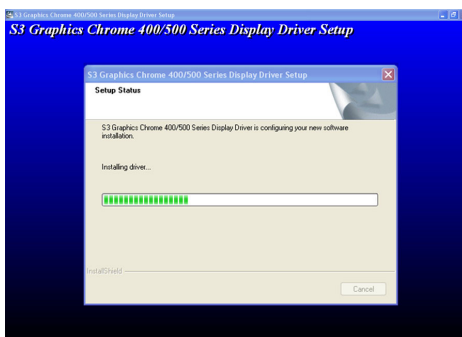 S3 Graphics Chrome 400/500 Series Display Driver Setup
S3 Graphics Chrome 400/500 Series Display Driver Setup
S3 Graphics Chrome 400/500 Series Display Driver Setup
Setup Status
S3 Graphics Chrome 400/500 Series Display Driver is configuring your new software
installation.
Installing driver...
InstallShield
Cancel